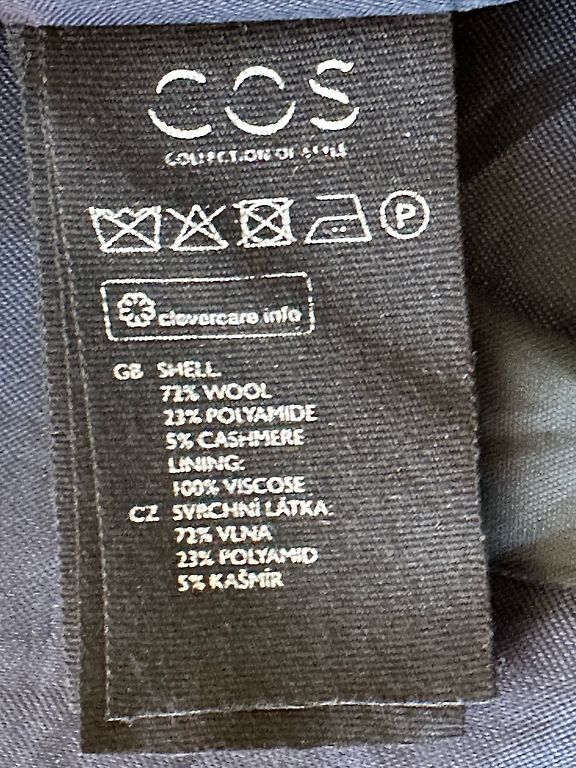 COS
COLLECTION OF STYLE
P
clevercare.info
GB SHELL:
72% WOOL
23% POLYAMIDE
5% CASHMERE
LINING:
100% VISCOSE
CZ SVRCHNÍ LÁTKA:
72% VLNA
23% POLYAMID
5% KAŠMÍR